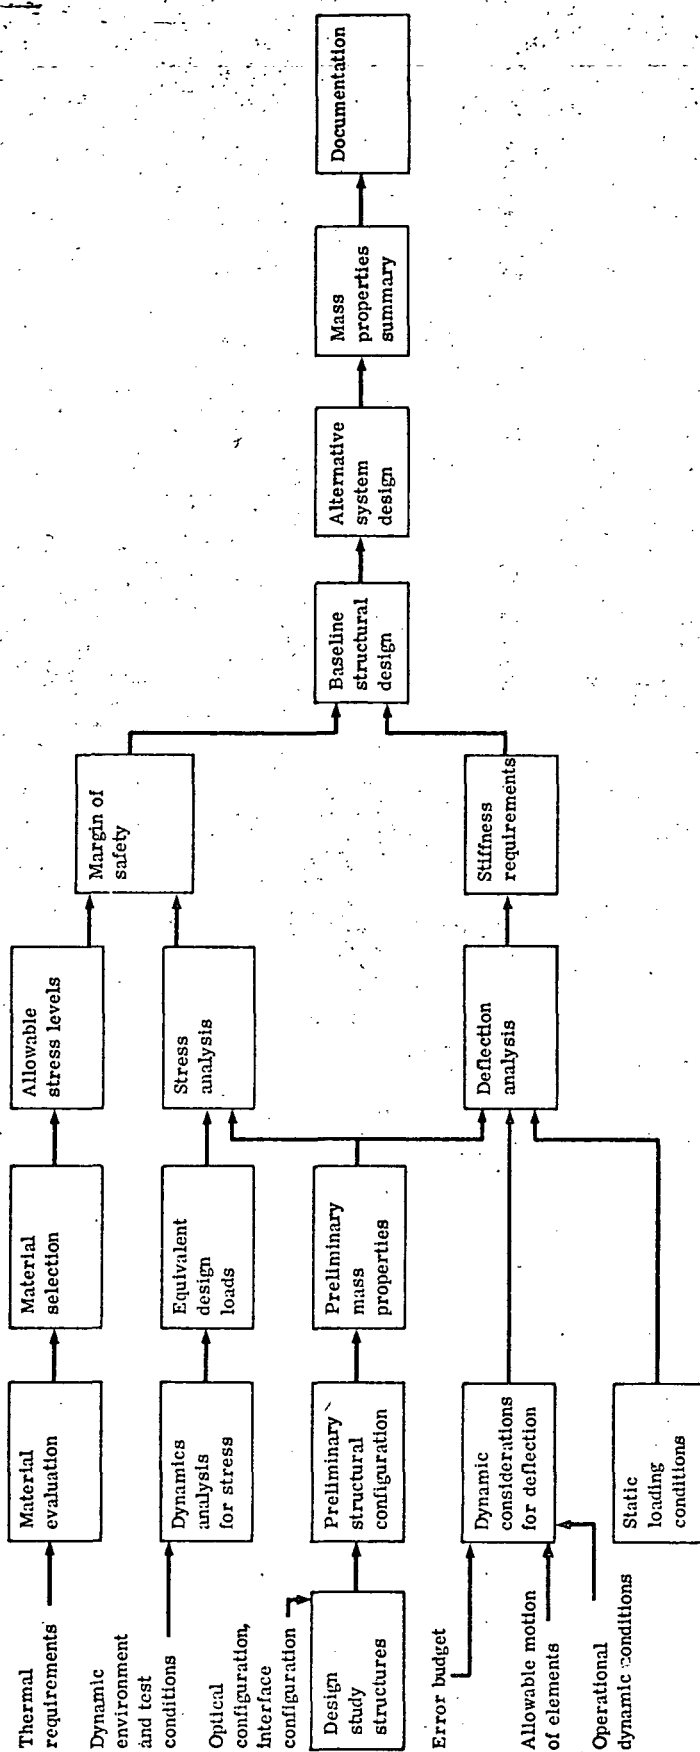 Thermal
requirements
Material
evaluation
Material
selection
Allowable
stress levels
Margin of
safety
Dynamic
environment
and test
conditions
Dynamics
analysis
for stress
Equivalent
design
loads
Stress
analysis
Optical
configuration,
interface
configuration
Design
study
structures
Preliminary
structural
configuration
Preliminary
mass
properties
Baseline
structural
design
Alternative
system
design
Mass
properties
summary
Documentation
Error budget
Allowable motion
of elements
Operational
dynamic conditions
Dynamic
considerations
for deflection
Deflection
analysis
Stiffness
requirements
Static
loading
conditions